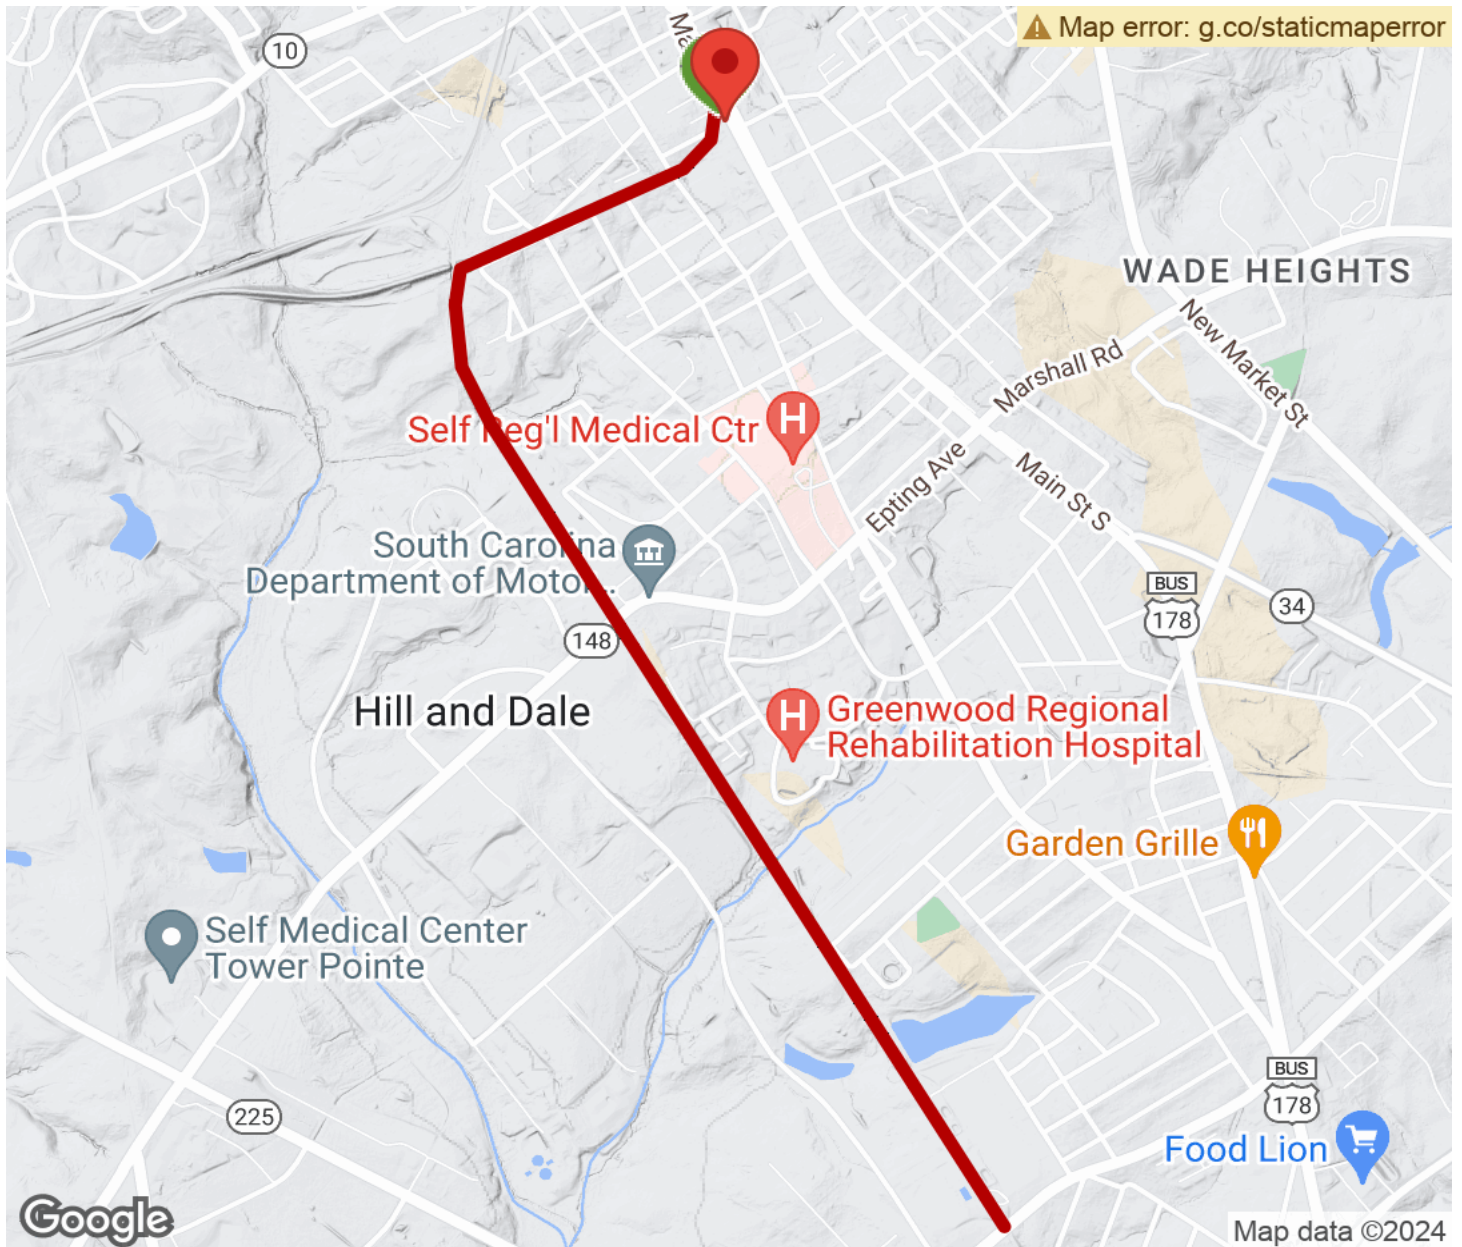 Map error: g.co/staticmaperror
10
WADE HEIGHTS
New Market St
Marshall Rd
Self Reg'l Medical Ctr
Epting Ave
Main St S
South Carolina
Department of Motor...
BUS
178
34
148
Hill and Dale
Greenwood Regional
Rehabilitation Hospital
Garden Grille
Self Medical Center
Tower Pointe
225
BUS
178
Food Lion
Google
Map data ©2024